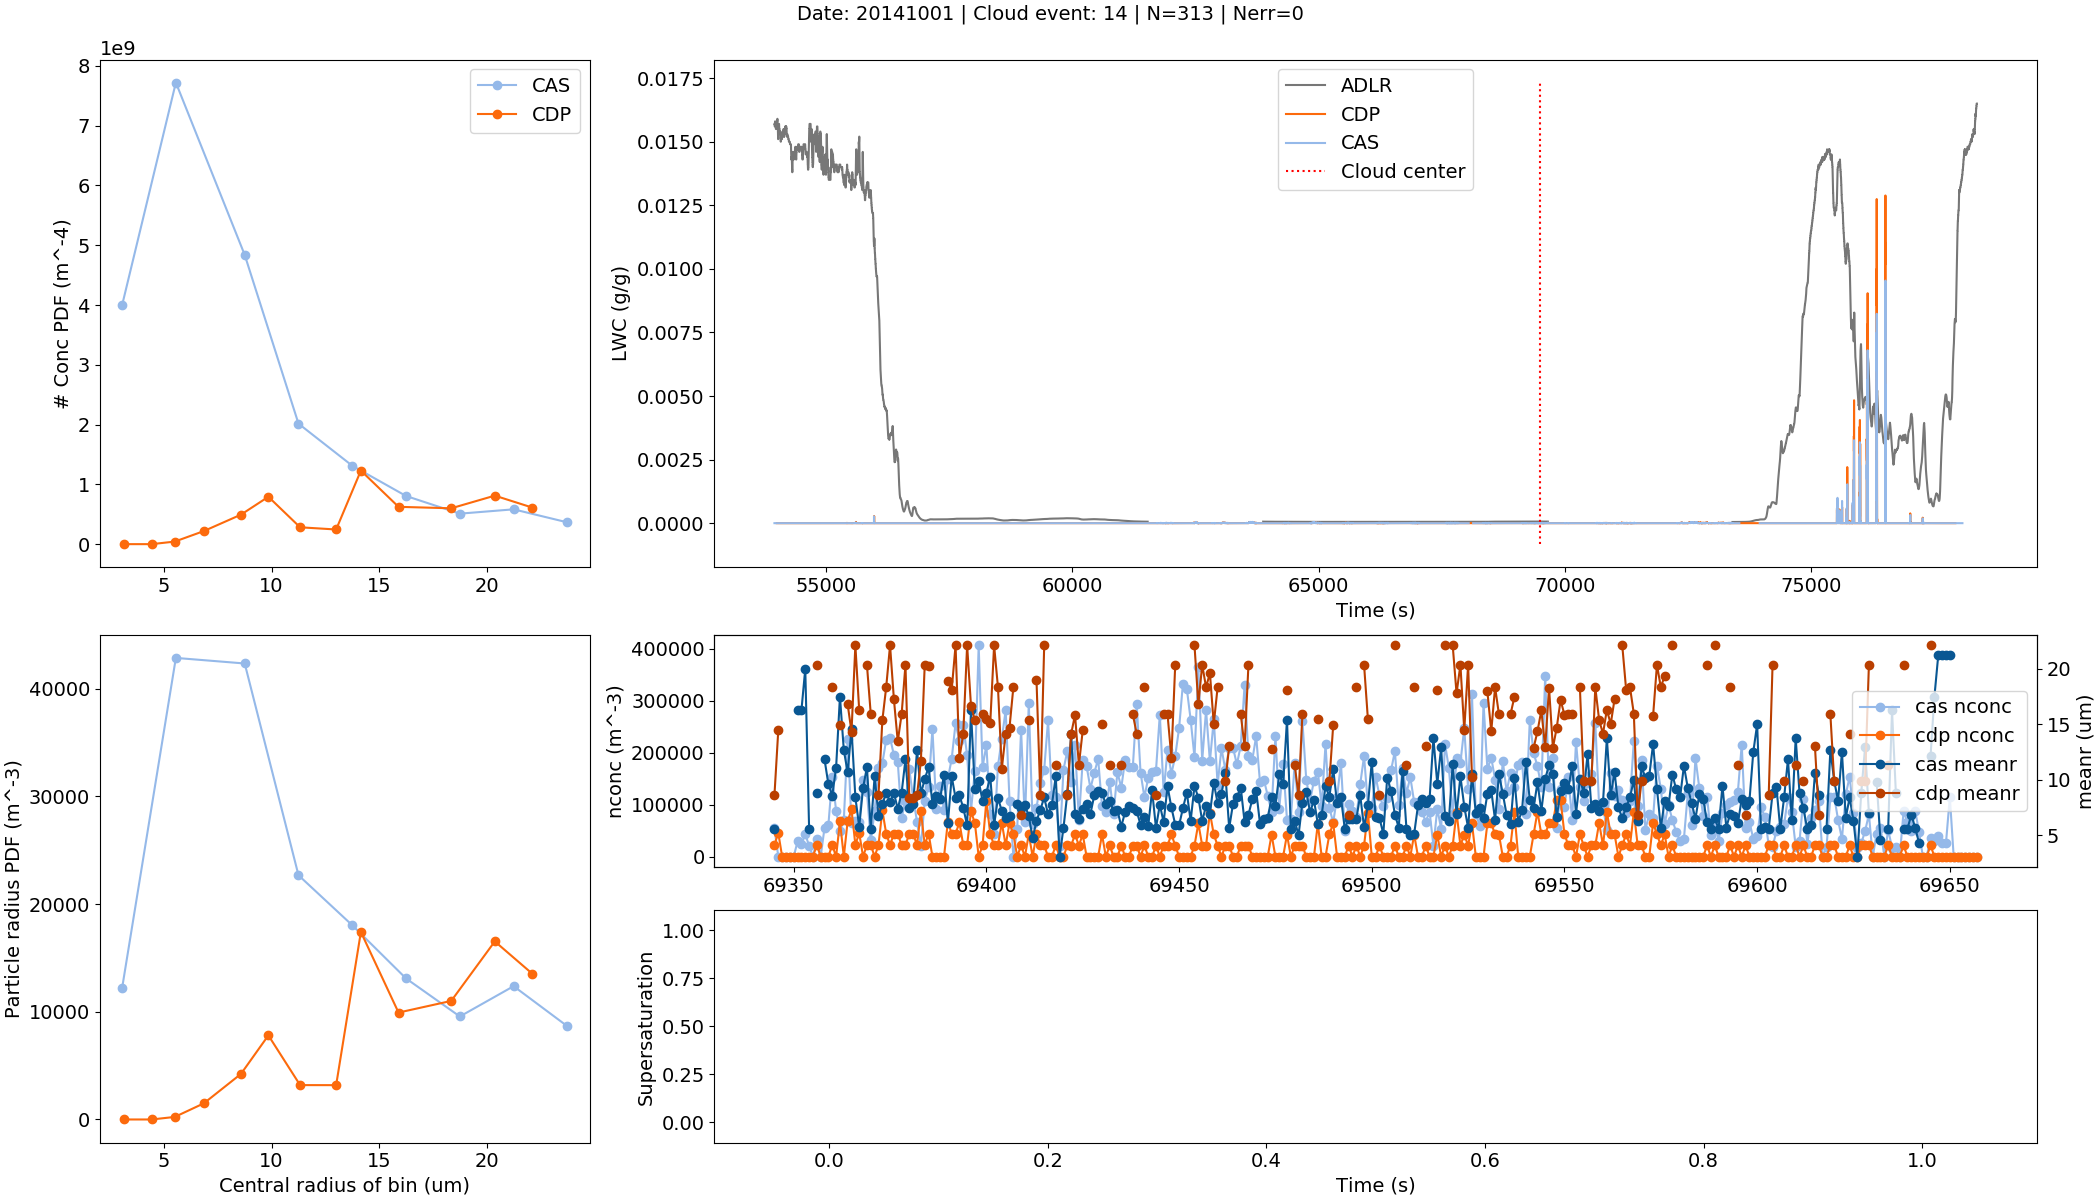 Date: 20141001 | Cloud event: 14 | N=313 | Nerr=0
1e9
8
7
6
5
4
3
2
1
0
# Conc PDF (m^-4)
CAS
CDP
5
10
15
20
0.0175
0.0150
0.0125
0.0100
0.0075
0.0050
0.0025
0.0000
LWC (g/g)
ADLR
CDP
CAS
Cloud center
55000
60000
65000
70000
75000
Time (s)
40000
30000
20000
10000
0
Particle radius PDF (m^-3)
5
10
15
20
Central radius of bin (um)
400000
300000
200000
100000
0
nconc (m^-3)
cas nconc
cdp nconc
cas meanr
cdp meanr
20
15
10
5
meanr (um)
69350
69400
69450
69500
69550
69600
69650
1.00
0.75
0.50
0.25
0.00
Supersaturation
0.0
0.2
0.4
0.6
0.8
1.0
Time (s)